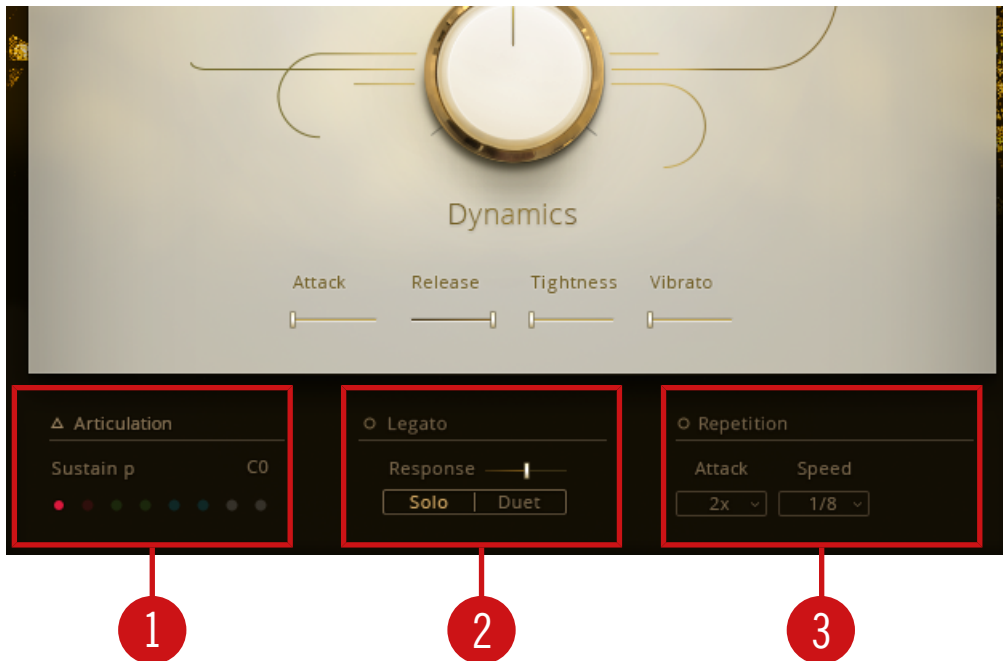 Dynamics
Attack Release Tightness Vibrato
Articulation
Sustain p C0
Legato
Response
Solo | Duet
Repetition
Attack Speed
2x 1/8
1 2 3